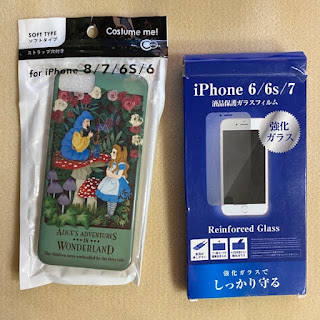 SOFT TYPE
ソフトタイプ
Costume me!
ストラップ穴付き
for iPhone 8/7/6S/6
ALICE'S ADVENTURES
IN
WONDERLAND
iPhone 6/6s/7
液晶保護ガラスフィルム
強化
ガラス
Reinforced Glass
強化ガラスで
しっかり守る